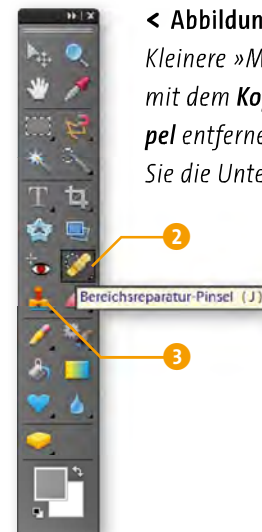 < Abbildun
Kleinere »M
mit dem Ko
pel entferne
Sie die Unte
2
Bereichsreparatur-Pinsel (J)
3